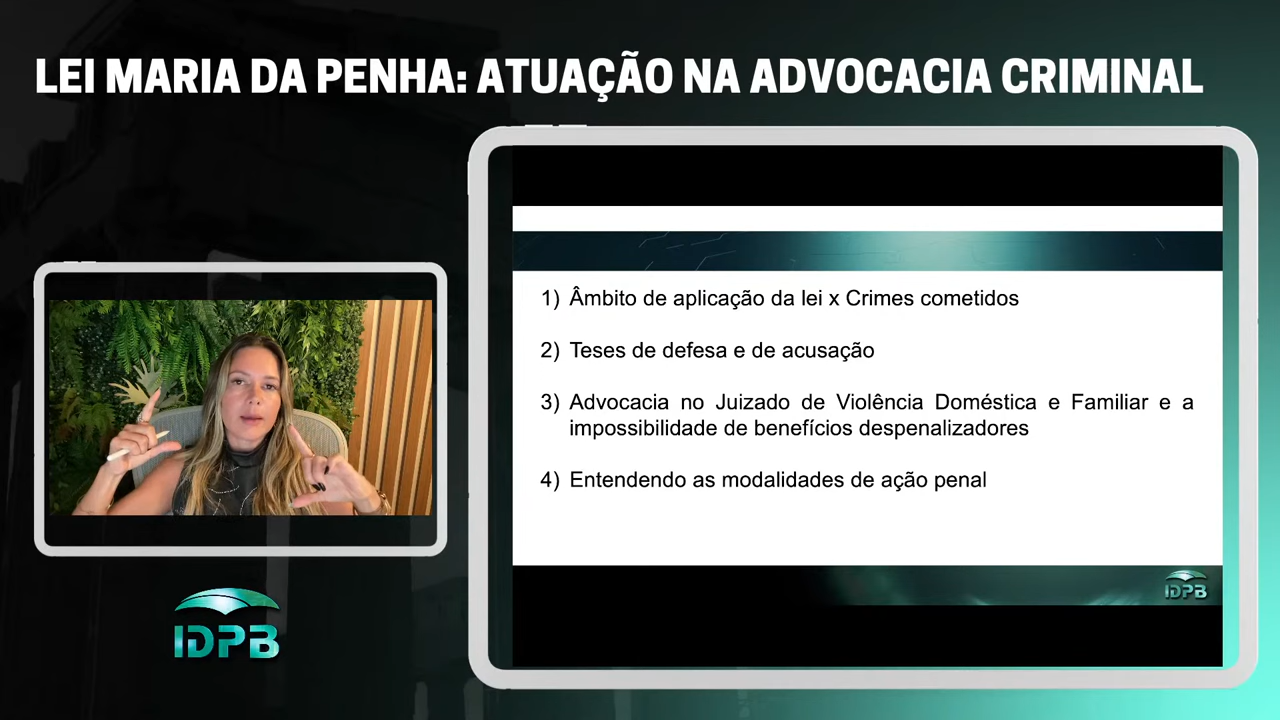 LEI MARIA DA PENHA: ATUAÇÃO NA ADVOCACIA CRIMINAL
1) Âmbito de aplicação da lei x Crimes cometidos
2) Teses de defesa e de acusação
3) Advocacia no Juizado de Violência Doméstica e Familiar e a
impossibilidade de benefícios despenalizadores
4) Entendendo as modalidades de ação penal
IDPB
IDPB